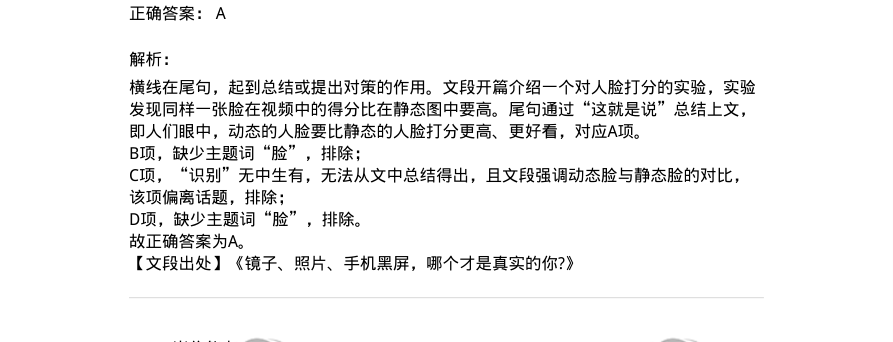 正确答案： A
解析：
横线在尾句，起到总结或提出对策的作用。文段开篇介绍一个对人脸打分的实验，实验
发现同样一张脸在视频中的得分比在静态图中要高。尾句通过“这就是说”总结上文，
即人们眼中，动态的人脸要比静态的人脸打分更高、更好看，对应A项。
B项，缺少主题词“脸”，排除；
C项，“识别”无中生有，无法从文中总结得出，且文段强调动态脸与静态脸的对比，
该项偏离话题，排除；
D项，缺少主题词“脸”，排除。
故正确答案为A。
【文段出处】《镜子、照片、手机黑屏，哪个才是真实的你?》